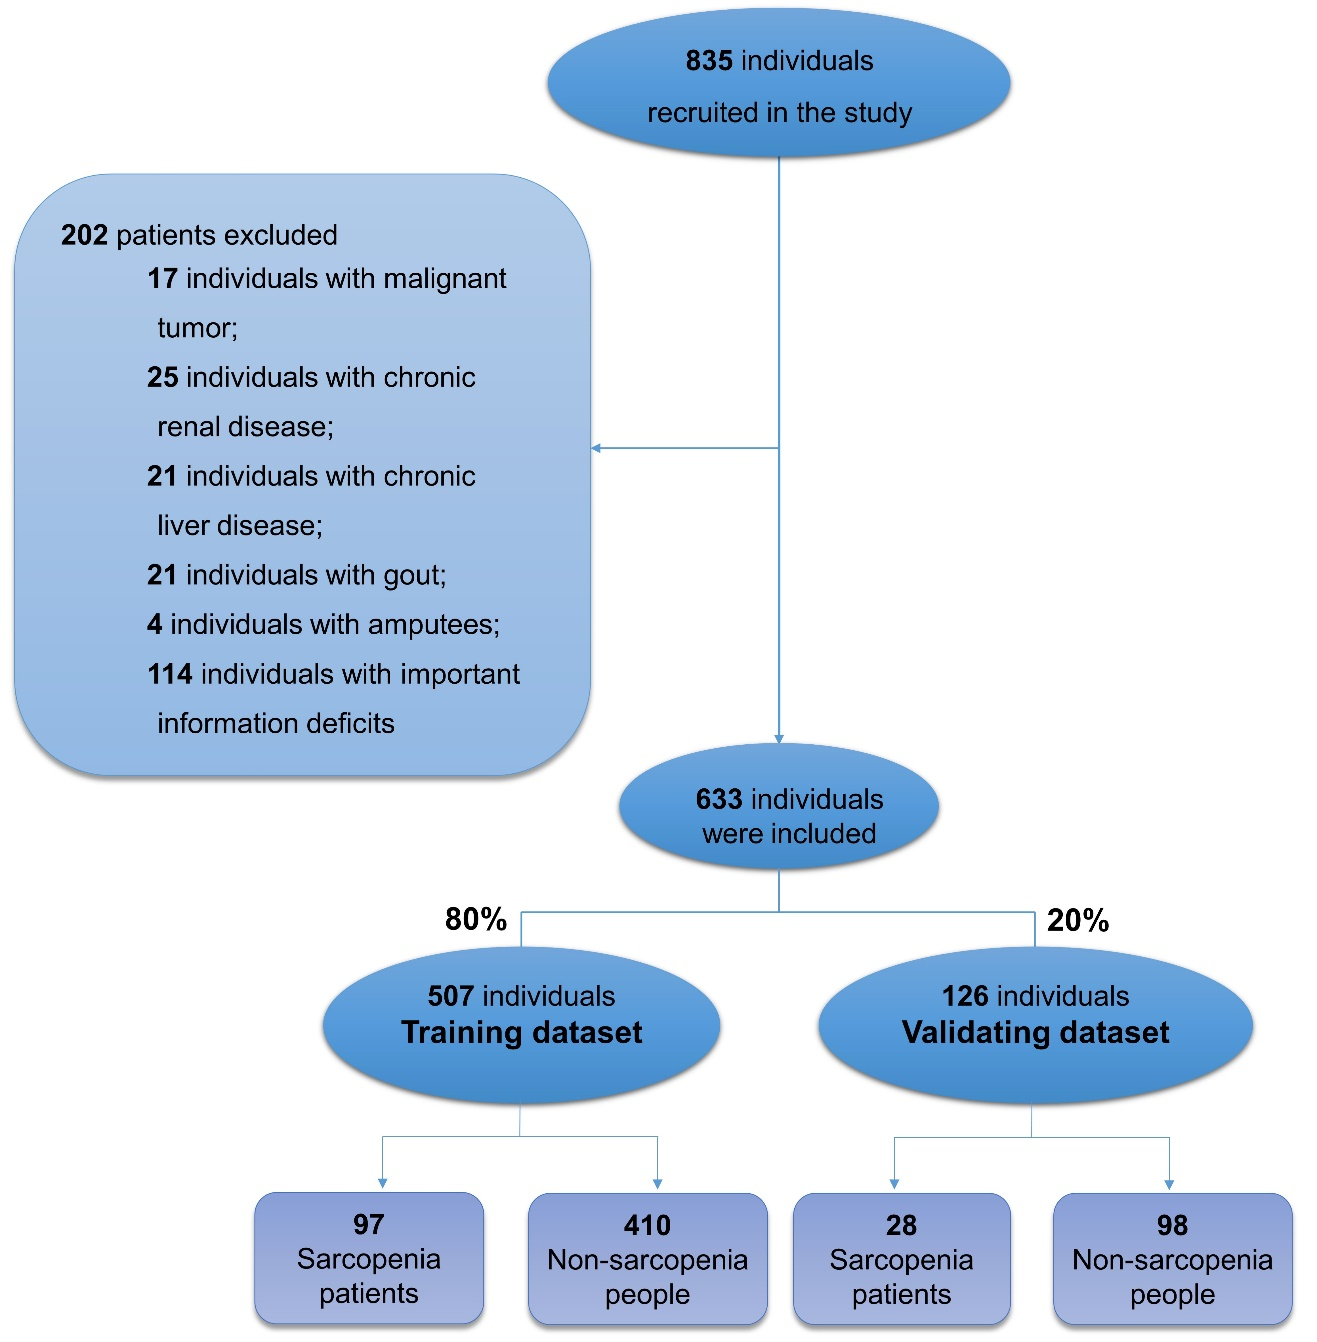 835 individuals
recruited in the study
202 patients excluded
17 individuals with malignant
tumor;
25 individuals with chronic
renal disease;
21 individuals with chronic
liver disease;
21 individuals with gout;
4 individuals with amputees;
114 individuals with important
information deficits
633 individuals
were included
80%
20%
507 individuals
Training dataset
126 individuals
Validating dataset
97
Sarcopenia
patients
410
Non-sarcopenia
people
28
Sarcopenia
patients
98
Non-sarcopenia
people